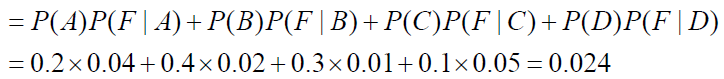 = P(A)P(F | A) + P(B)P(F | B) + P(C)P(F | C) + P(D)P(F | D)
= 0.2 × 0.04 + 0.4 × 0.02 + 0.3 × 0.01 + 0.1 × 0.05 = 0.024